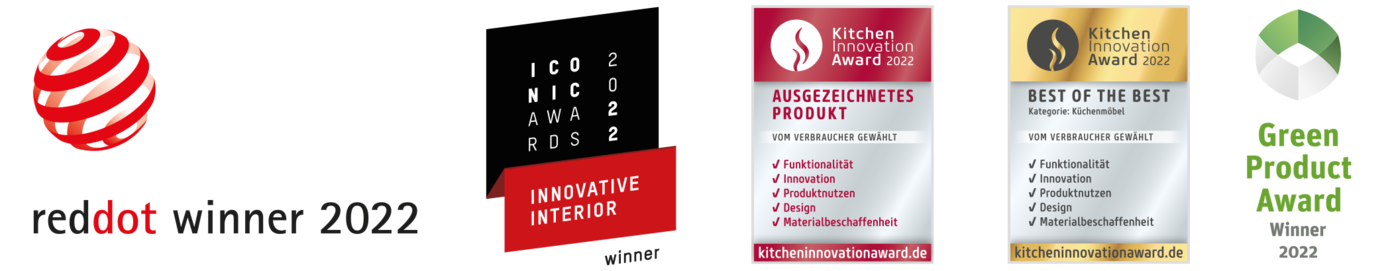 reddot winner 2022
ICO
NIC
AWA
RDS
2
0
2
2
INNOVATIVE
INTERIOR
winner
Kitchen
Innovation
Award 2022
AUSGEZEICHNETES
PRODUKT
VOM VERBRAUCHER GEWÄHLT
✓ Funktionalität
✓ Innovation
✓ Produktnutzen
✓ Design
✓ Materialbeschaffenheit
kitcheninnovationaward.de
Kitchen
Innovation
Award 2022
BEST OF THE BEST
Kategorie: Küchenmöbel
VOM VERBRAUCHER GEWÄHLT
✓ Funktionalität
✓ Innovation
✓ Produktnutzen
✓ Design
✓ Materialbeschaffenheit
kitcheninnovationaward.de
Green
Product
Award
Winner
2022